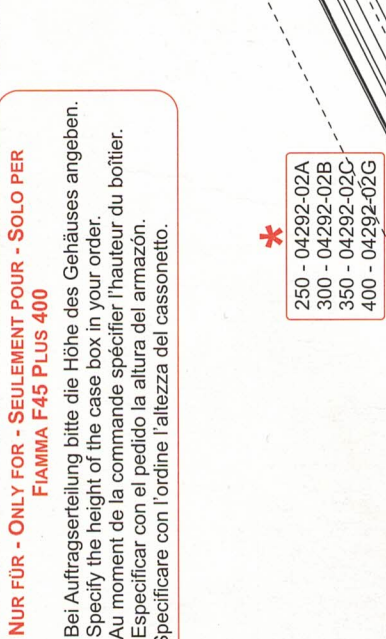 NUR FÜR - ONLY FOR - SEULEMENT POUR - SOLO PER
FIAMMA F45 PLUS 400
Bei Auftragserteilung bitte die Höhe des Gehäuses angeben.
Specify the height of the case box in your order.
Au moment de la commande spécifier l'hauteur du boîtier.
Especificar con el pedido la altura del armazón.
Specificare con l'ordine l'altezza del cassonetto.
*
250 - 04292-02A
300 - 04292-02B
350 - 04292-02C
400 - 04292-02G